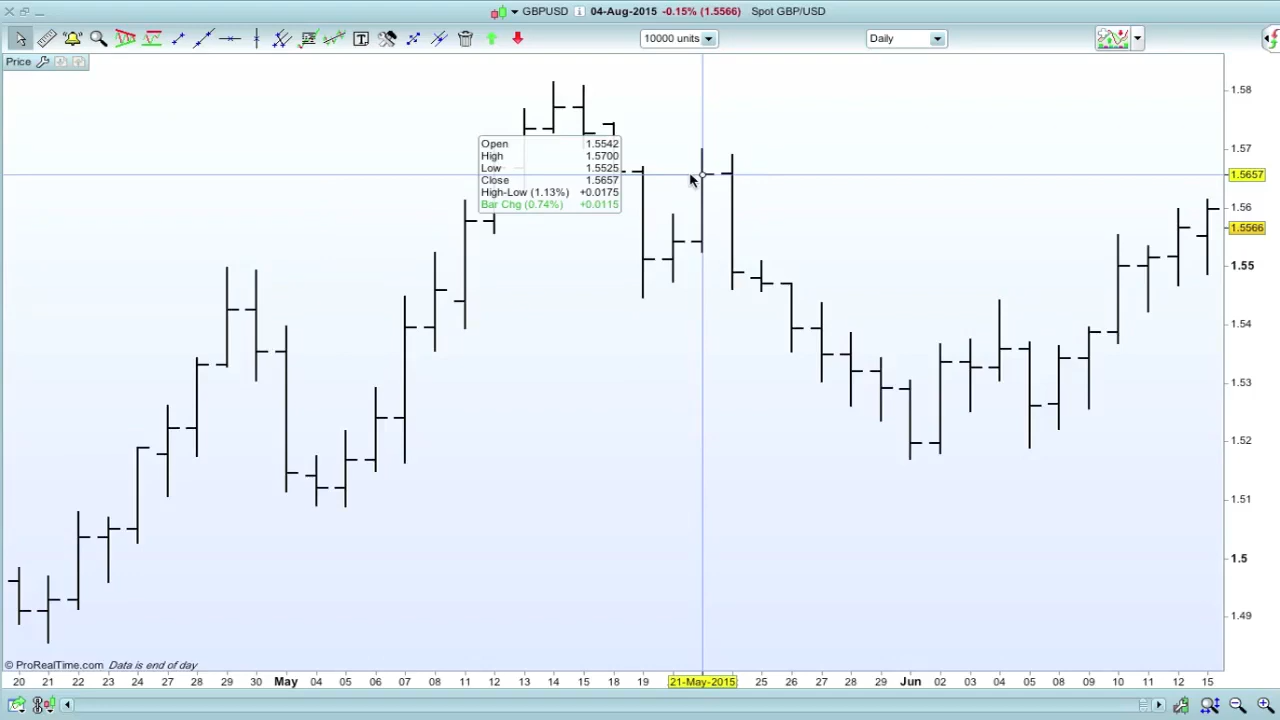 GBPUSD i 04-Aug-2015 -0.15% (1.5566) Spot GBP/USD
10000 units Daily
Price
1.58
Open 1.5542
High 1.5700
Low 1.5525
Close 1.5657
High-Low (1.13%) +0.0175
Bar Chg (0.74%) +0.0115
1.57
1.5657
1.56
1.5566
1.55
1.54
1.53
1.52
1.51
1.5
1.49
© ProRealTime.com Data is end of day
20 21 22 23 24 27 28 29 30 May 04 05 06 07 08 11 12 13 14 15 18 19 21-May-2015 25 26 27 28 29 Jun 02 03 04 05 08 09 10 11 12 15